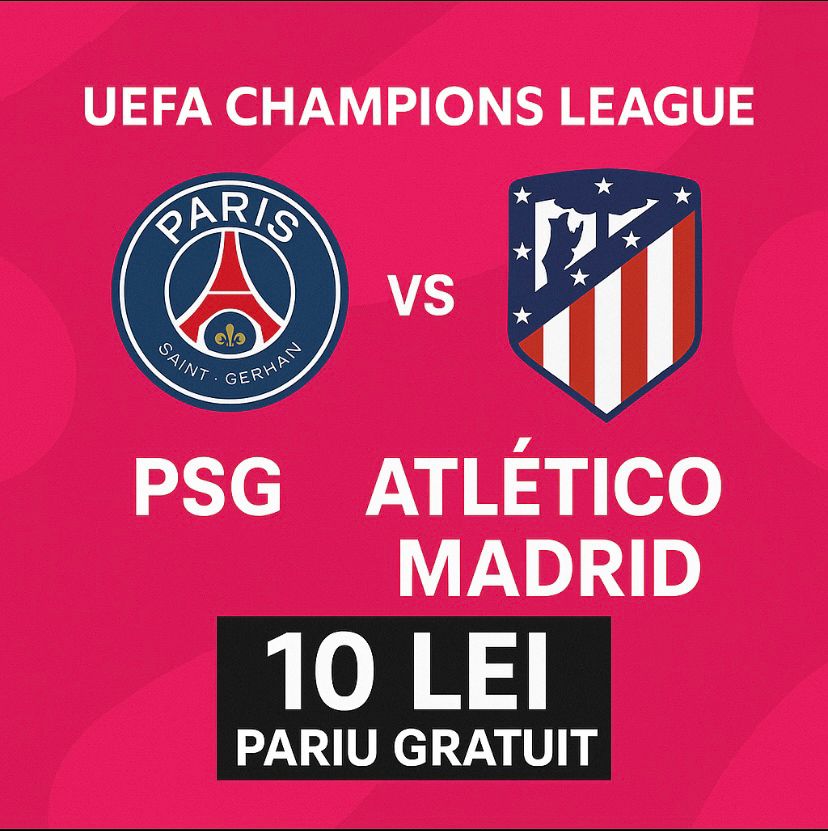 UEFA CHAMPIONS LEAGUE
PARIS
SAINT · GERHAN
VS
PSG
ATLÉTICO
MADRID
10 LEI
PARIU GRATUIT